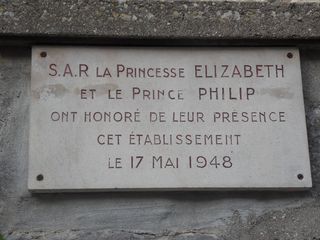 S.A.R LA PRINCESSE ELIZABETH
ET LE PRINCE PHILIP
ONT HONORÉ DE LEUR PRÉSENCE
CET ÉTABLISSEMENT
LE 17 MAI 1948